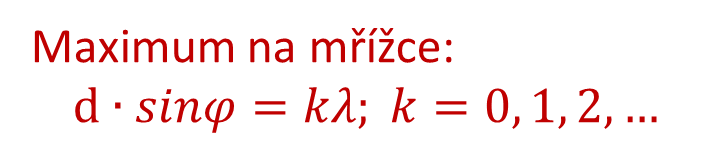 Maximum na mřížce:
d · sinφ = kλ; k = 0, 1, 2, …